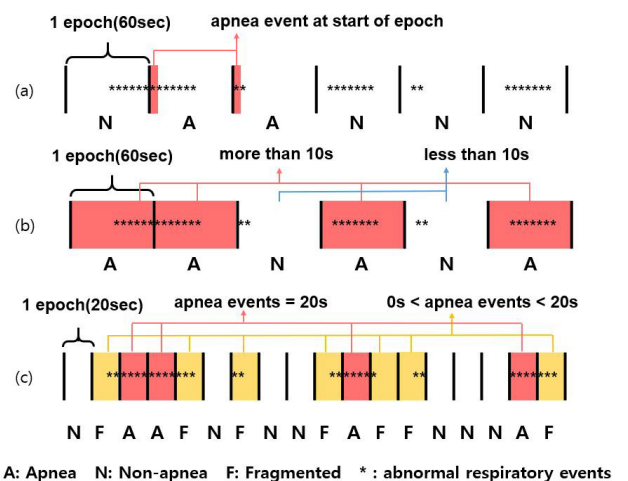 1 epoch(60sec) apnea event at start of epoch
(a) ************** ** ******* ** *******
N A A N N N
1 epoch(60sec) more than 10s less than 10s
(b) ************** ** ******* ** *******
A A N A N A
1 epoch(20sec) apnea events = 20s 0s < apnea events < 20s
(c) ************* ** ******* ** *******
N F A A F N F N N F A F F N N N A F
A: Apnea N: Non-apnea F: Fragmented * : abnormal respiratory events